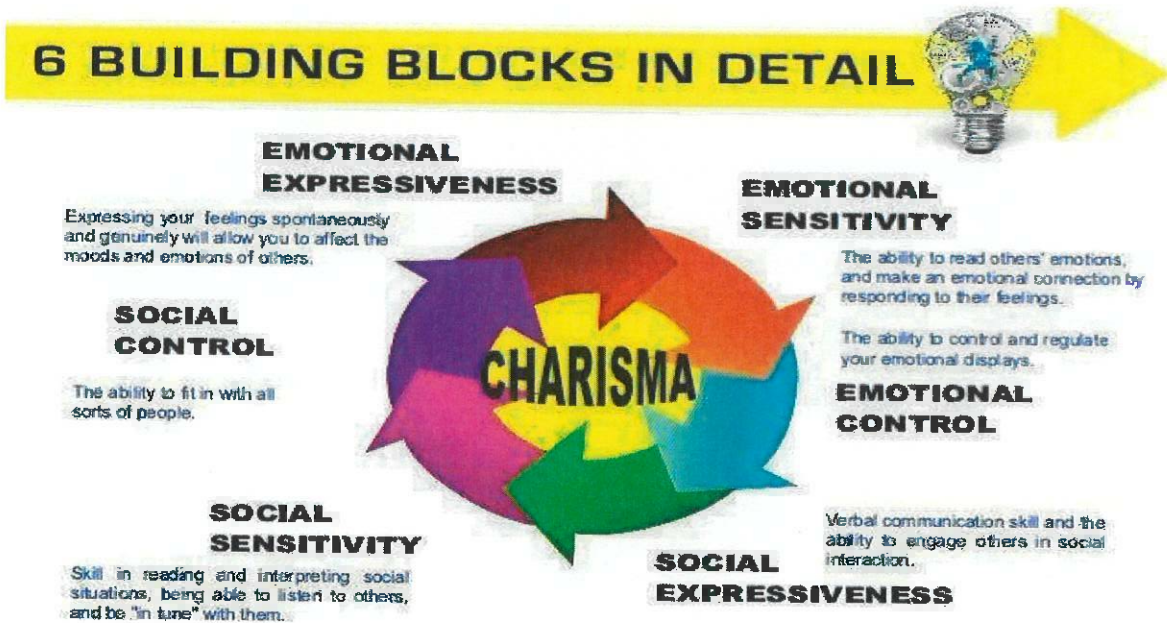 6 BUILDING BLOCKS IN DETAIL
EMOTIONAL
EXPRESSIVENESS
Expressing your feelings spontaneously
and genuinely will allow you to affect the
moods and emotions of others.
EMOTIONAL
SENSITIVITY
The ability to read others' emotions,
and make an emotional connection by
responding to their feelings.
The ability to control and regulate
your emotional displays.
EMOTIONAL
CONTROL
SOCIAL
CONTROL
The ability to fit in with all
sorts of people.
CHARISMA
SOCIAL
SENSITIVITY
Skill in reading and interpreting social
situations, being able to listen to others,
and be "in tune" with them.
Verbal communication skill and the
ability to engage others in social
interaction.
SOCIAL
EXPRESSIVENESS